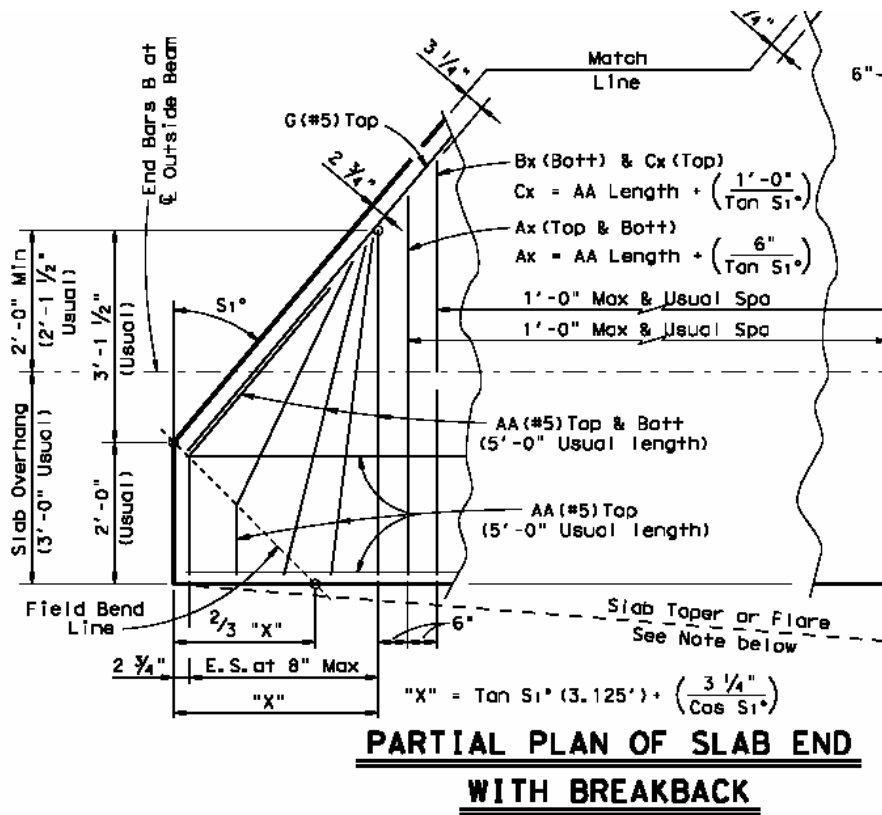 3 1/4"
1/4"
Match
Line
6"
End Bars B at
℄ Outside Beam
G(#5)Top
2 3/4"
Bx(Bott) & Cx(Top)
Cx = AA Length + (1'-0"/Tan S1°)
Ax(Top & Bott)
Ax = AA Length + (6"/Tan S1°)
2'-0" Min
(2'-1 1/2"
Usual)
3'-1 1/2"
(Usual)
S1°
1'-0" Max & Usual Spa
1'-0" Max & Usual Spa
Slab Overhang
(3'-0" Usual)
2'-0"
(Usual)
AA(#5)Top & Bott
(5'-0" Usual length)
AA(#5)Top
(5'-0" Usual length)
Field Bend
Line
2/3 "X"
6"
Slab Taper or Flare
See Note below
2 3/4"
E.S.at 8" Max
"X"
"X" = Tan S1°(3.125')+ (3 1/4"/Cos S1°)
PARTIAL PLAN OF SLAB END
WITH BREAKBACK